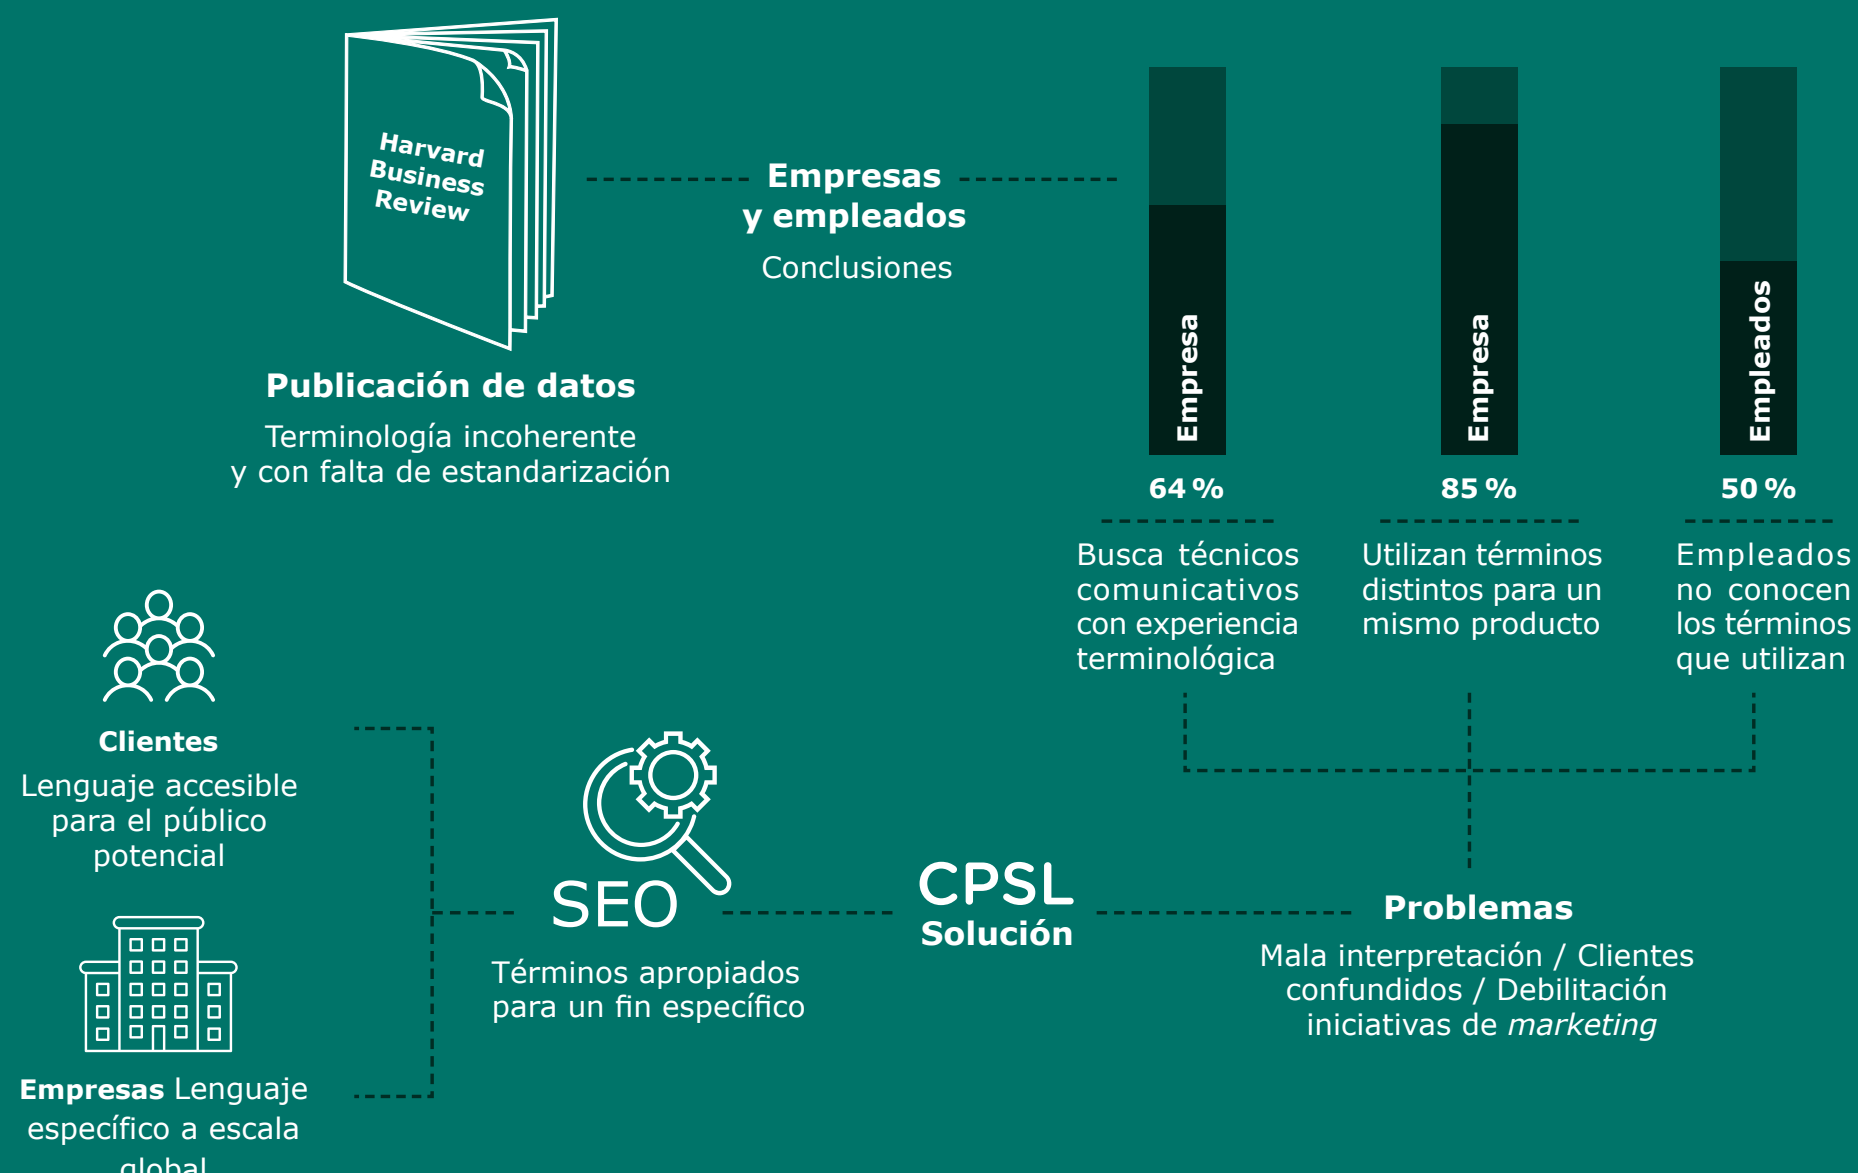 Harvard
Business
Review
Publicación de datos
Terminología incoherente
y con falta de estandarización
Empresas
y empleados
Conclusiones
Empresa
64 %
Busca técnicos
comunicativos
con experiencia
terminológica
Empresa
85 %
Utilizan términos
distintos para un
mismo producto
Empleados
50 %
Empleados
no conocen
los términos
que utilizan
Problemas
Mala interpretación / Clientes
confundidos / Debilitación
iniciativas de marketing
CPSL
Solución
SEO
Términos apropiados
para un fin específico
Clientes
Lenguaje accesible
para el público
potencial
Empresas Lenguaje
específico a escala
global